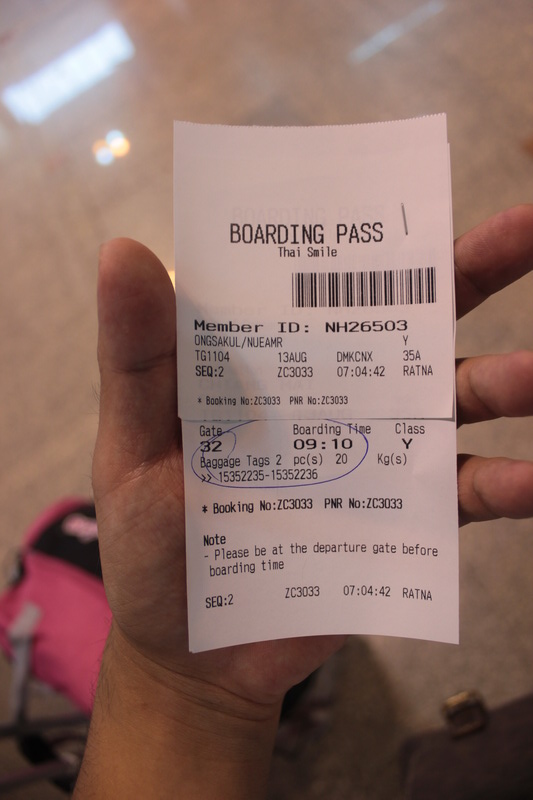 BOARDING PASS
Thai Smile
Member ID: NH26503
ONGSAKUL/NUEAMR Y
TG1104 13AUG DMKCNX 35A
SEQ:2 ZC3033 07:04:42 RATNA
* Booking No:ZC3033 PNR No:ZC3033
Gate Boarding Time Class
32 09:10 Y
Baggage Tags 2 pc(s) 20 Kg(s)
>> 15352235-15352236
* Booking No:ZC3033 PNR No:ZC3033
Note
- Please be at the departure gate before
boarding time
SEQ:2 ZC3033 07:04:42 RATNA